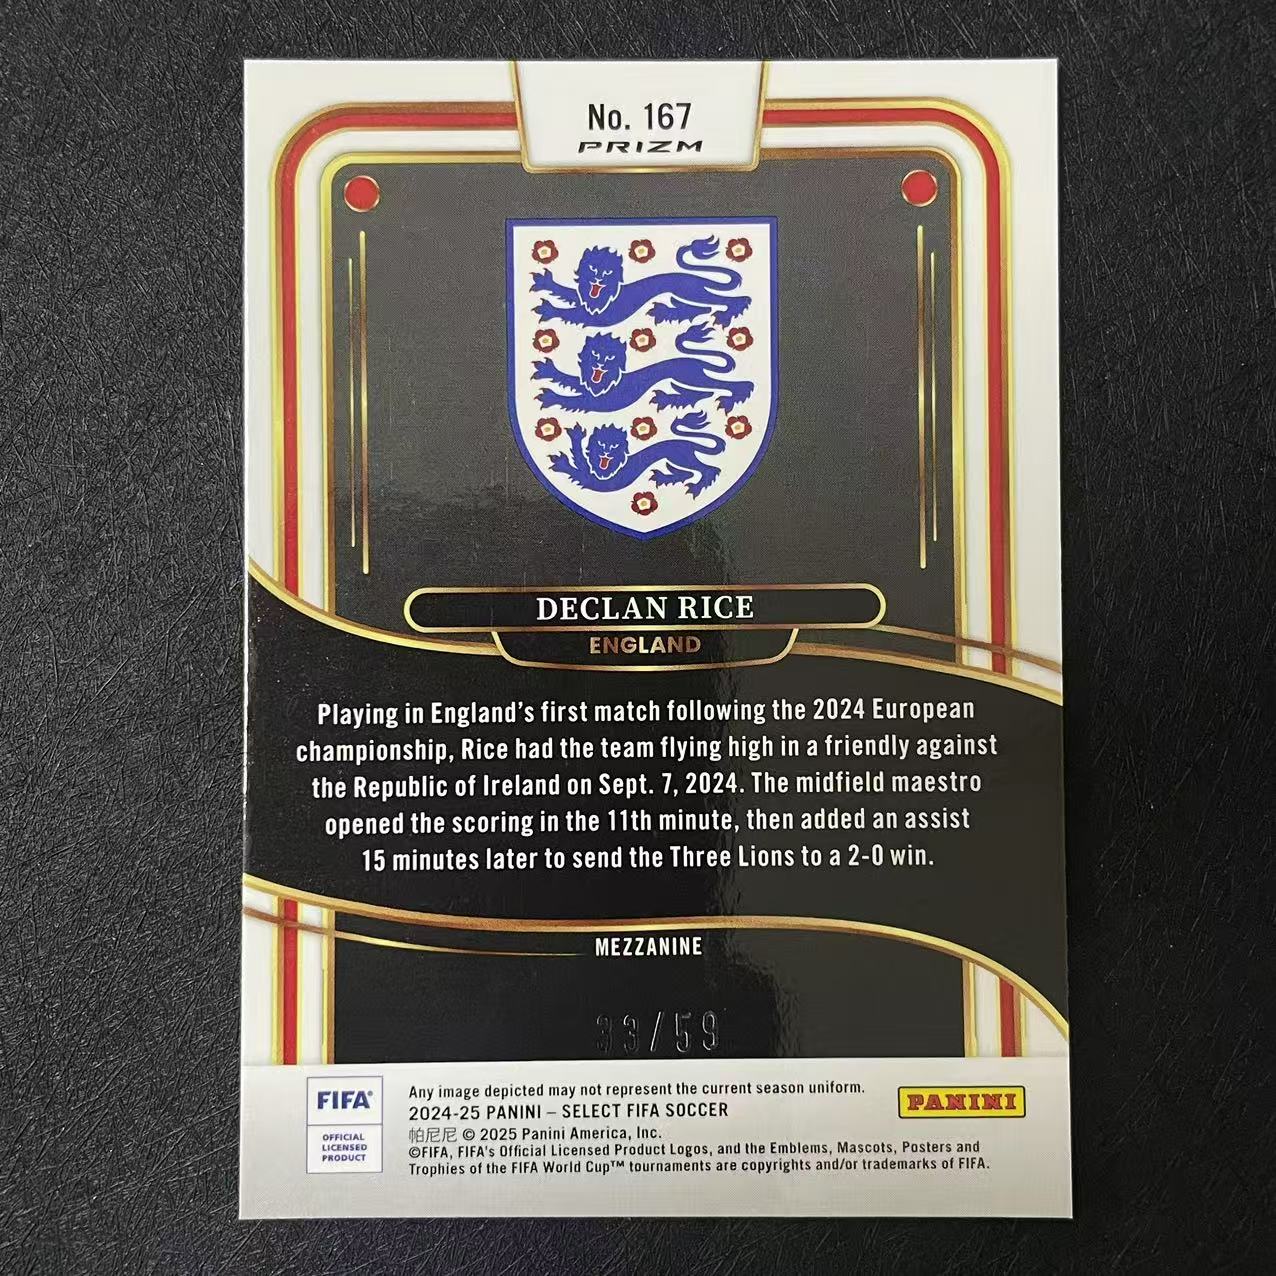 No. 167
PRIZM
DECLAN RICE
ENGLAND
Playing in England’s first match following the 2024 European
championship, Rice had the team flying high in a friendly against
the Republic of Ireland on Sept. 7, 2024. The midfield maestro
opened the scoring in the 11th minute, then added an assist
15 minutes later to send the Three Lions to a 2-0 win.
MEZZANINE
33/59
FIFA®
OFFICIAL
LICENSED
PRODUCT
Any image depicted may not represent the current season uniform.
2024-25 PANINI – SELECT FIFA SOCCER
帕尼尼 © 2025 Panini America, Inc.
©FIFA, FIFA's Official Licensed Product Logos, and the Emblems, Mascots, Posters and
Trophies of the FIFA World Cup™ tournaments are copyrights and/or trademarks of FIFA.
PANINI